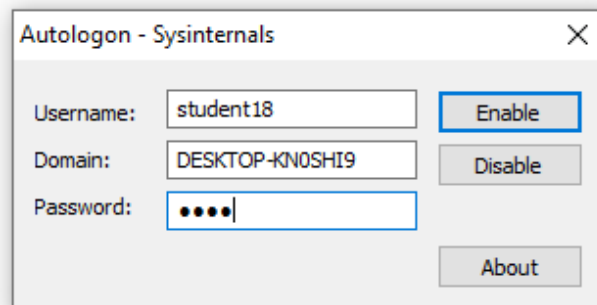 Autologon - Sysinternals
Username: student18 Enable
Domain: DESKTOP-KN0SHI9 Disable
Password: ●●●●
About